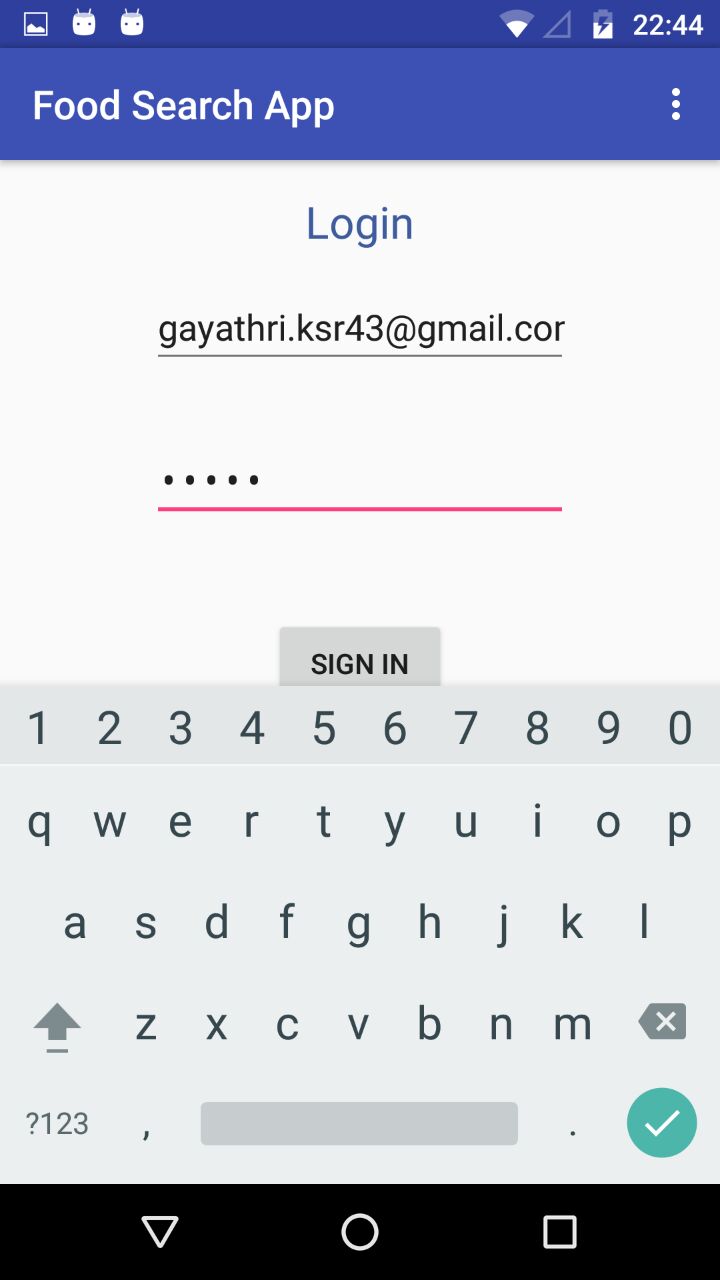 22:44
Food Search App
Login
gayathri.ksr43@gmail.cor
•••••
SIGN IN
1 2 3 4 5 6 7 8 9 0
q w e r t y u i o p
a s d f g h j k l
z x c v b n m
?123 , .